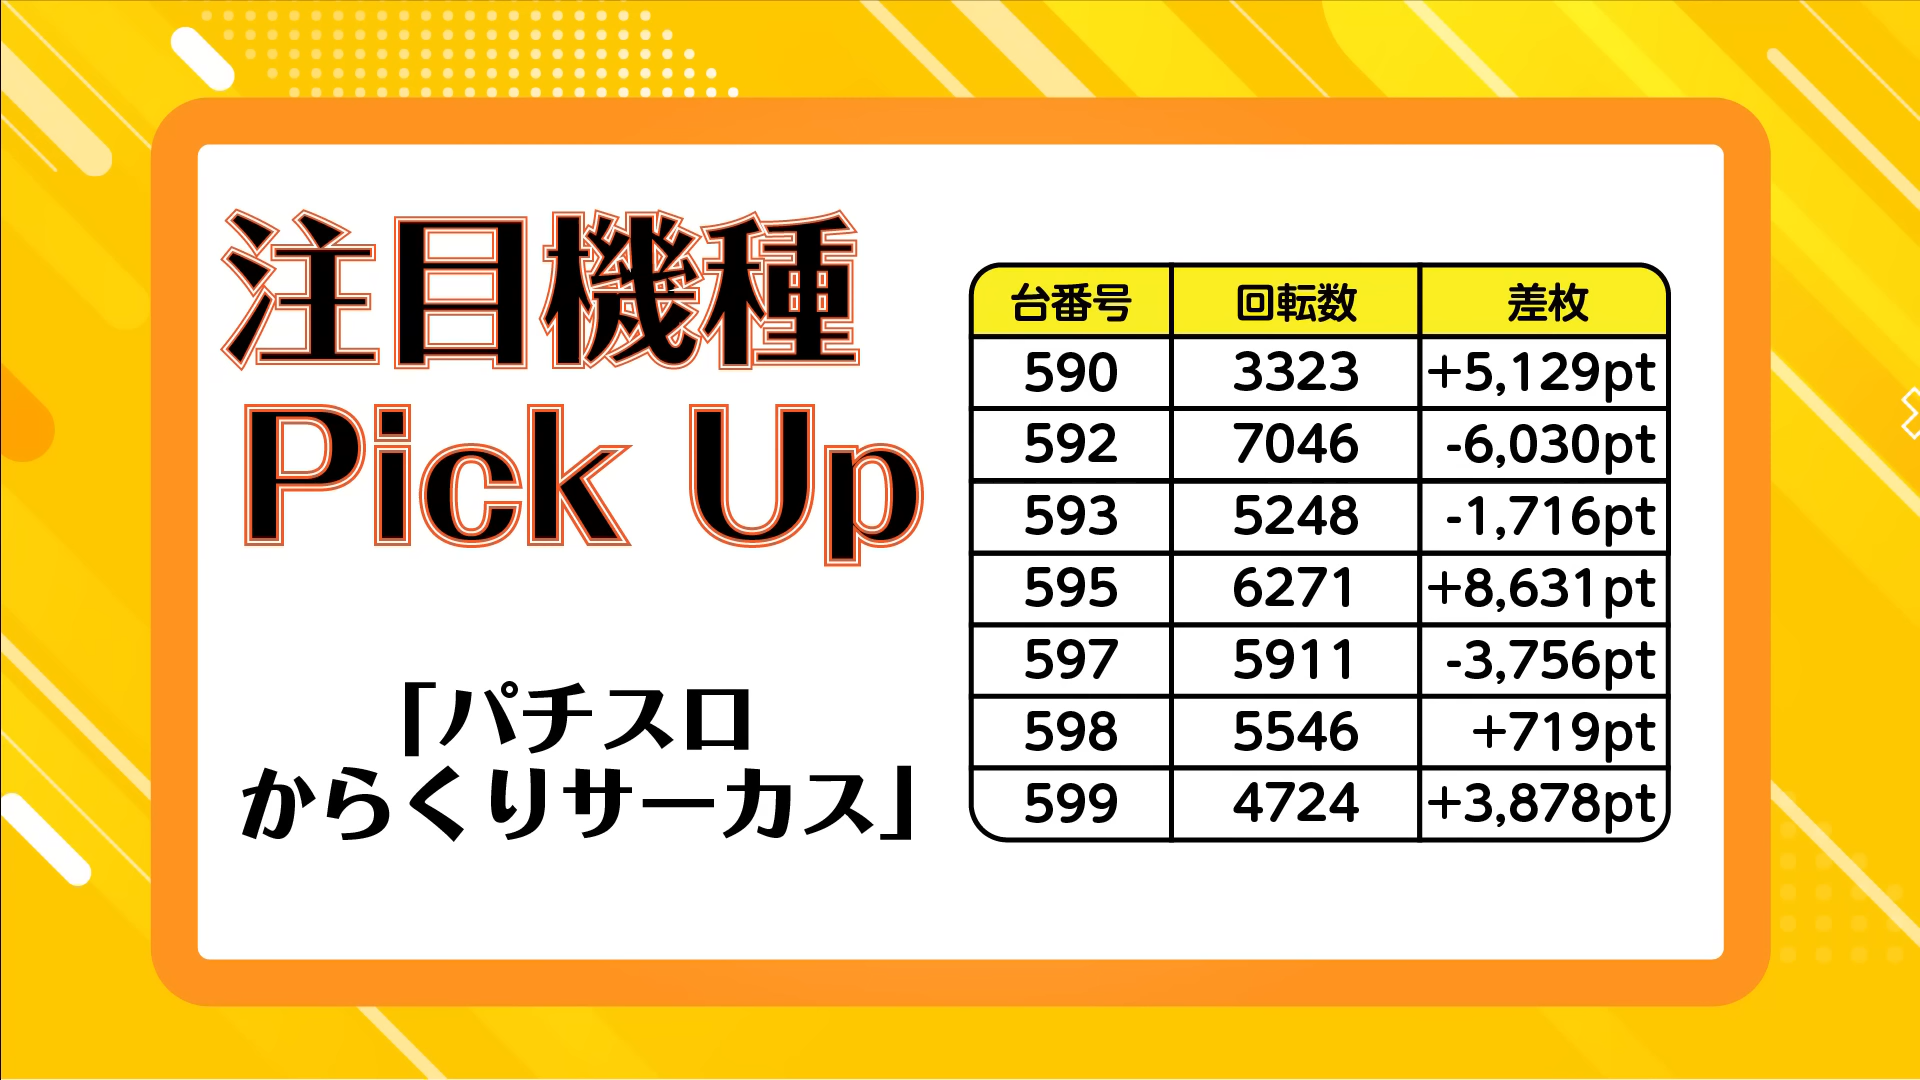 注目機種
Pick Up
「パチスロ
からくりサーカス」
台番号 回転数 差枚
590 3323 +5,129pt
592 7046 -6,030pt
593 5248 -1,716pt
595 6271 +8,631pt
597 5911 -3,756pt
598 5546 +719pt
599 4724 +3,878pt